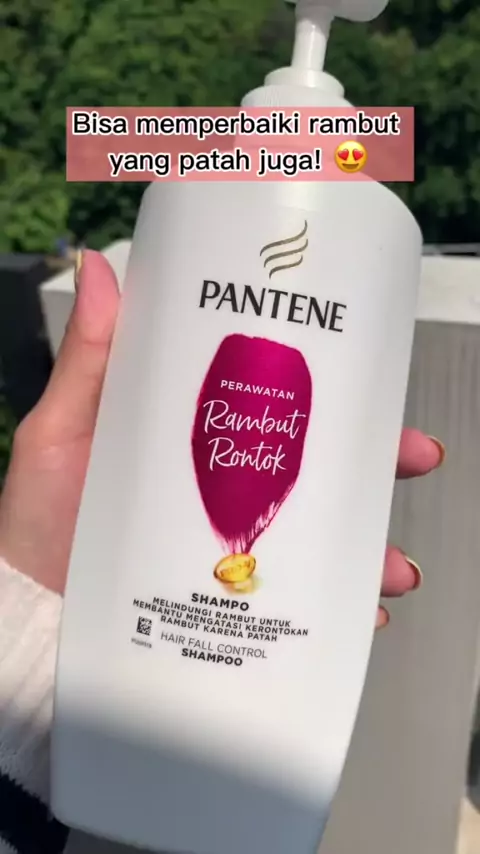 Bisa memperbaiki rambut
yang patah juga! 😍
PANTENE
PERAWATAN
Rambut
Rontok
SHAMPO
MELINDUNGI RAMBUT UNTUK
MEMBANTU MENGATASI KERONTOKAN
RAMBUT KARENA PATAH
HAIR FALL CONTROL
SHAMPOO